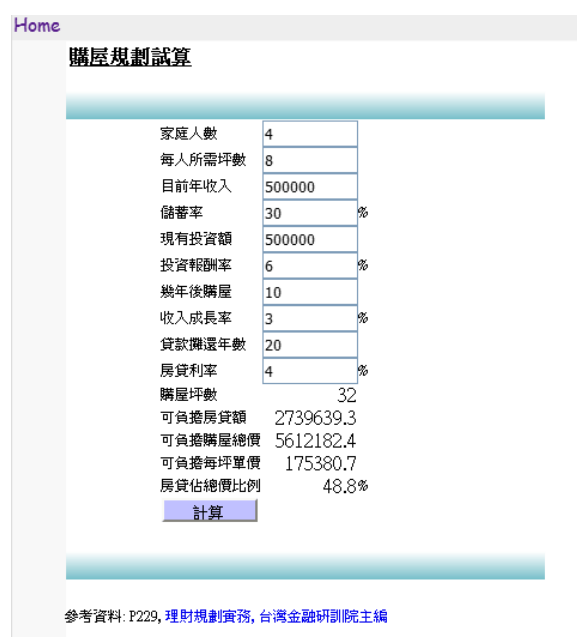 Home
購屋規劃試算
家庭人數 4
每人所需坪數 8
目前年收入 500000
儲蓄率 30 %
現有投資額 500000
投資報酬率 6 %
幾年後購屋 10
收入成長率 3 %
貸款攤還年數 20
房貸利率 4 %
購屋坪數 32
可負擔房貸額 2739639.3
可負擔購屋總價 5612182.4
可負擔每坪單價 175380.7
房貸佔總價比例 48.8%
計算
參考資料: P229, 理財規劃實務, 台灣金融研訓院主編